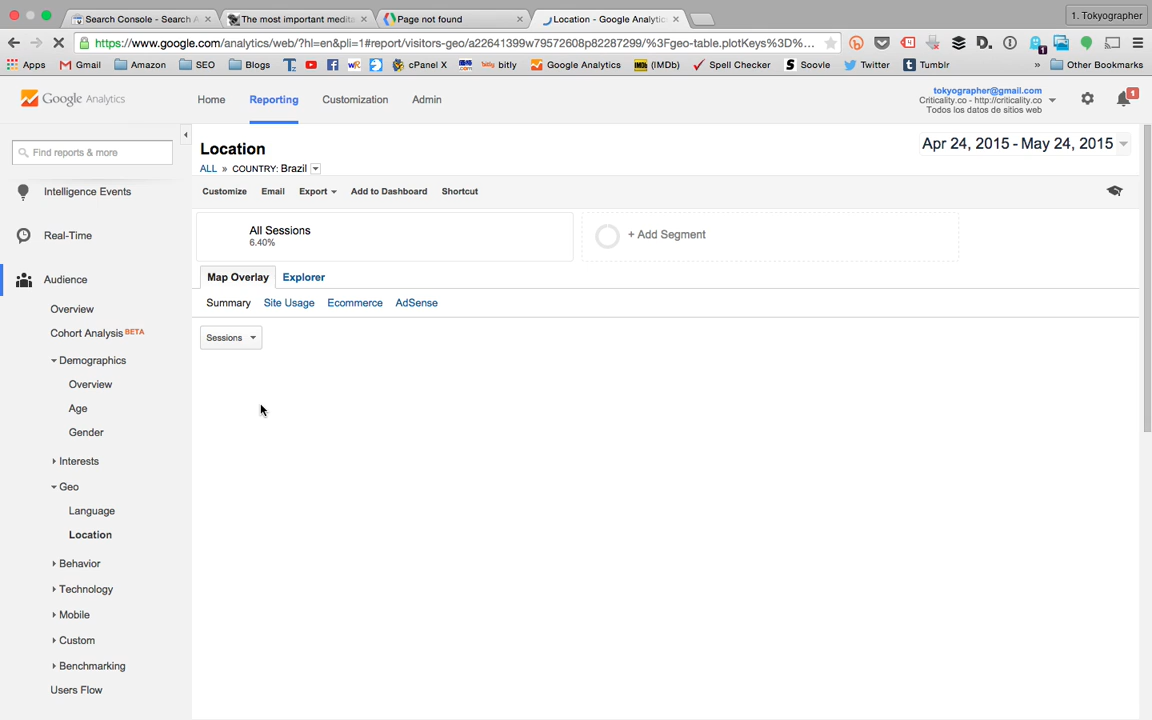 Search Console - Search A
The most important medita
Page not found
Location - Google Analytic
1. Tokyographer
https://www.google.com/analytics/web/?hl=en&pli=1#report/visitors-geo/a22641399w79572608p82287299/%3Fgeo-table.plotKeys%3D%...
Apps
Gmail
Amazon
SEO
Blogs
cPanel X
bitly
Google Analytics
(IMDb)
Spell Checker
Soovle
Twitter
Tumblr
»
Other Bookmarks
Google Analytics
Home
Reporting
Customization
Admin
tokyographer@gmail.com
Criticality.co - http://criticality.co
Todos los datos de sitios web
1
Find reports & more
Intelligence Events
Real-Time
Audience
Overview
Cohort Analysis BETA
Demographics
Overview
Age
Gender
Interests
Geo
Language
Location
Behavior
Technology
Mobile
Custom
Benchmarking
Users Flow
Location
Apr 24, 2015 - May 24, 2015
ALL » COUNTRY: Brazil
Customize
Email
Export
Add to Dashboard
Shortcut
All Sessions
6.40%
+ Add Segment
Map Overlay
Explorer
Summary
Site Usage
Ecommerce
AdSense
Sessions